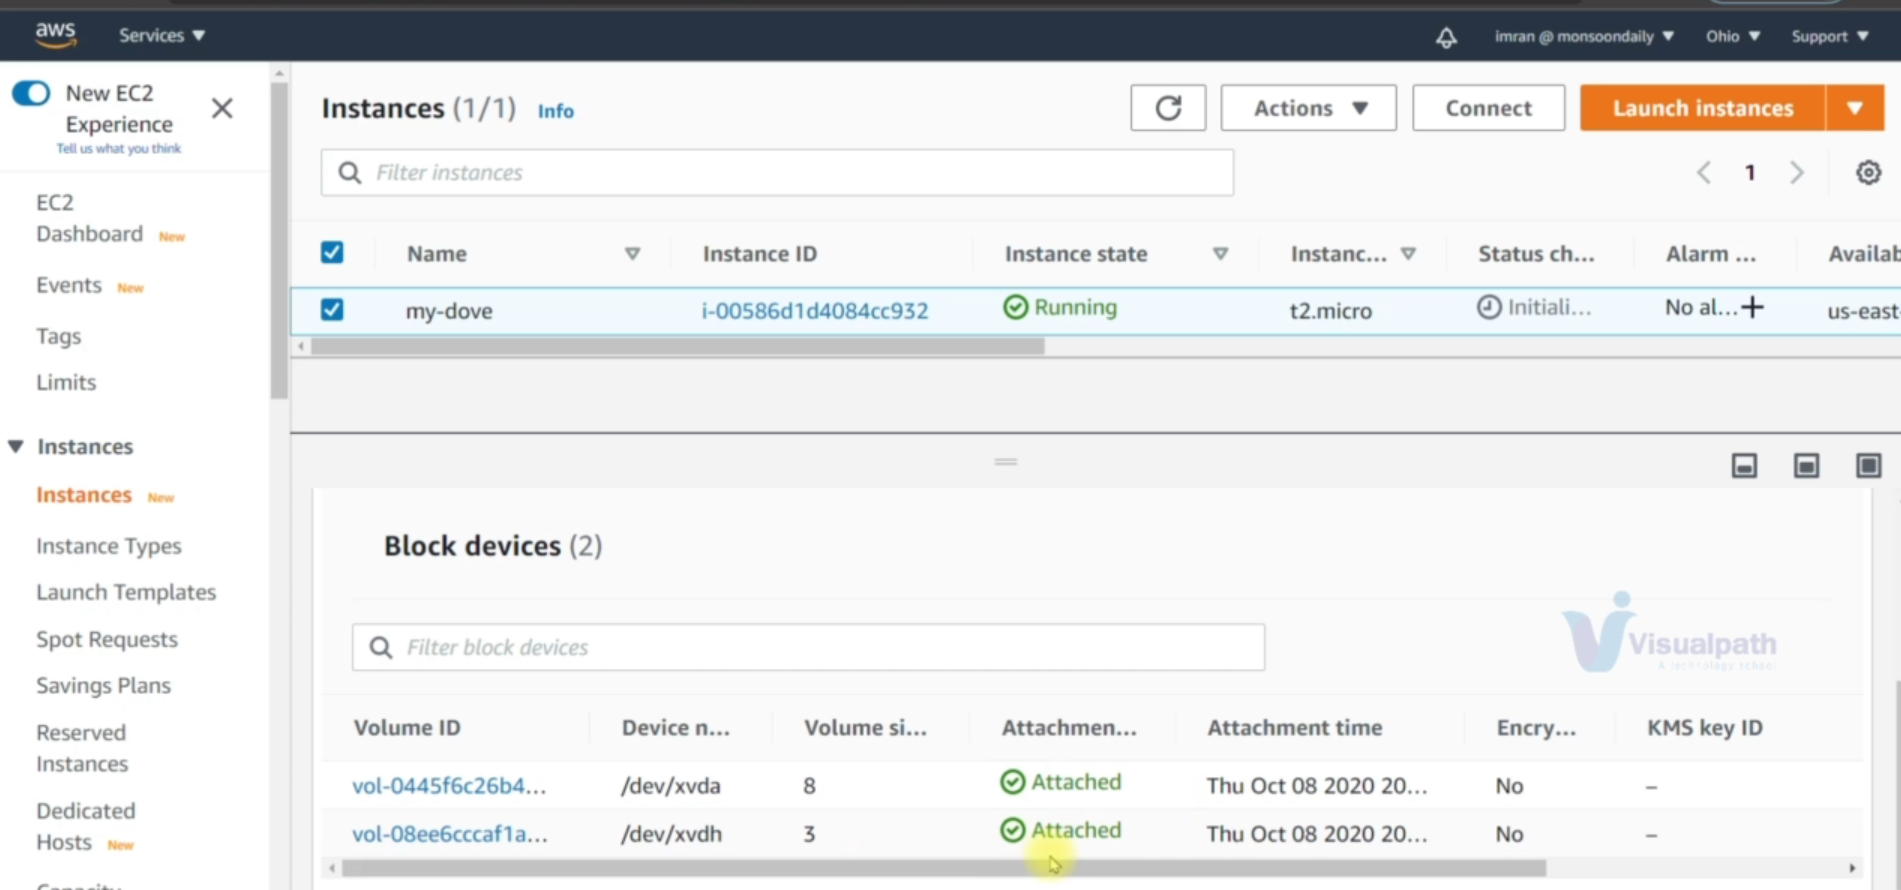 aws
Services ▼
imran @ monsoondaily ▼
Ohio ▼
Support ▼
New EC2
Experience
Tell us what you think
EC2
Dashboard New
Events New
Tags
Limits
Instances
Instances New
Instance Types
Launch Templates
Spot Requests
Savings Plans
Reserved
Instances
Dedicated
Hosts New
Capacity
Instances (1/1) Info
Actions ▼
Connect
Launch instances
Filter instances
1
Name
Instance ID
Instance state
Instanc...
Status ch...
Alarm ...
Availab
my-dove
i-00586d1d4084cc932
Running
t2.micro
Initiali...
No al...+
us-east-
Block devices (2)
Filter block devices
Visualpath
A technology school
Volume ID
Device n...
Volume si...
Attachmen...
Attachment time
Encry...
KMS key ID
vol-0445f6c26b4...
/dev/xvda
8
Attached
Thu Oct 08 2020 20...
No
–
vol-08ee6cccaf1a...
/dev/xvdh
3
Attached
Thu Oct 08 2020 20...
No
–